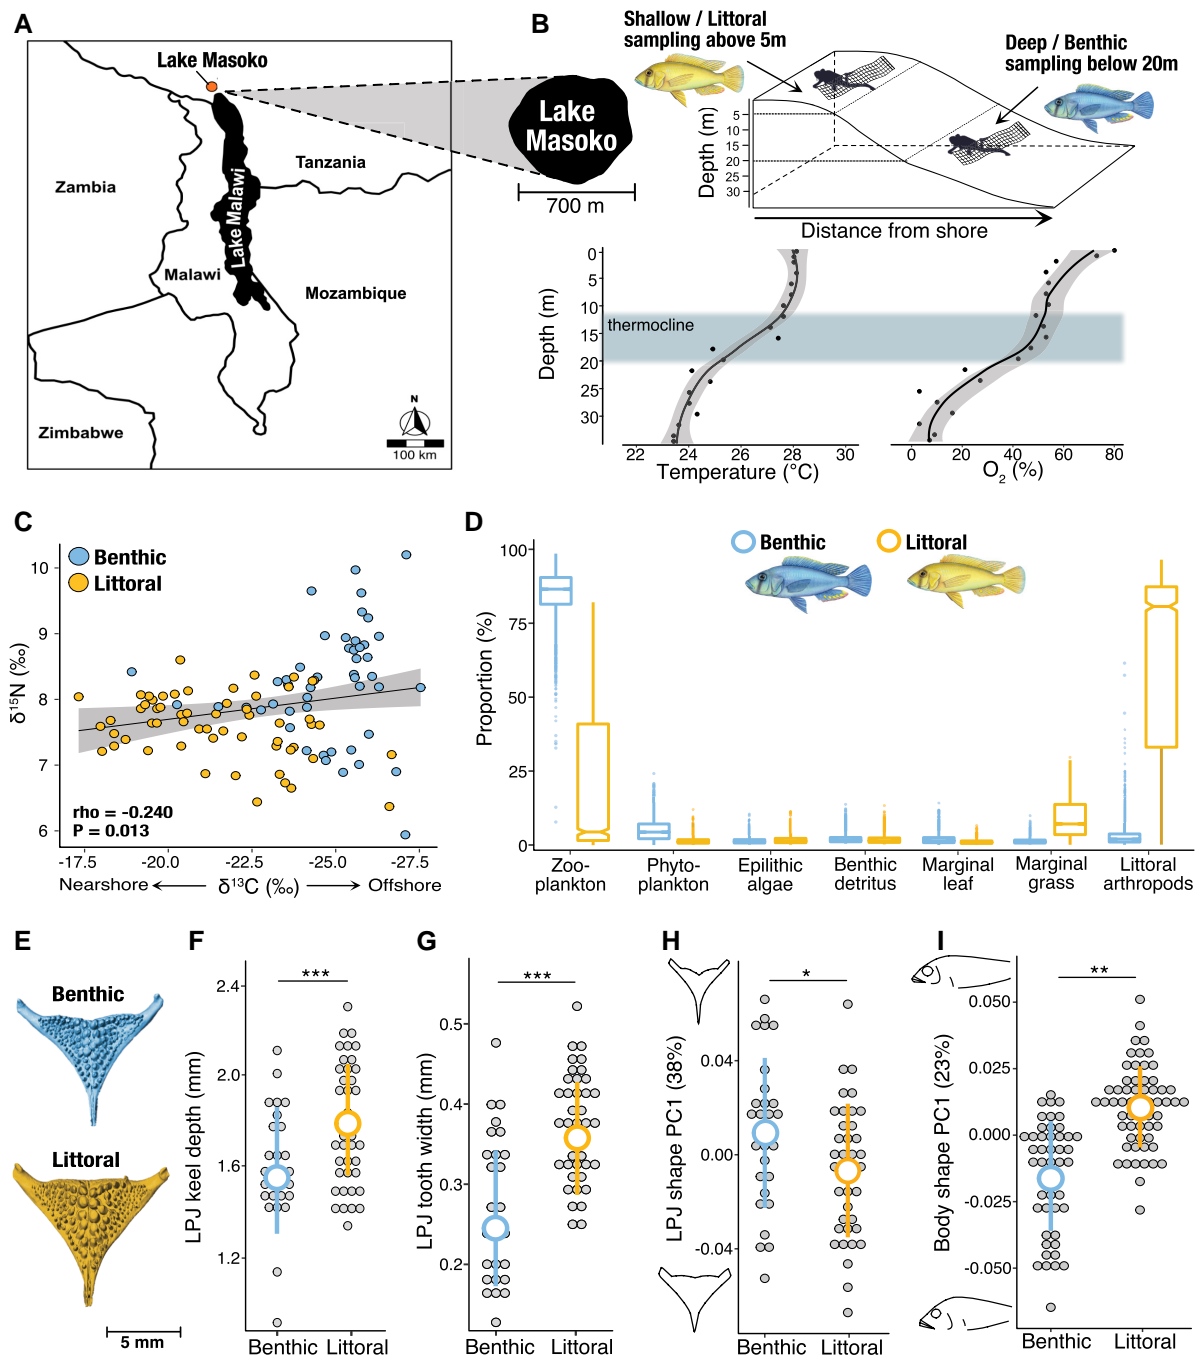 A
Lake Masoko
Lake
Masoko
700 m
Tanzania
Zambia
Lake Malawi
Malawi
Mozambique
Zimbabwe
N
100 km
B
Shallow / Littoral
sampling above 5m
Deep / Benthic
sampling below 20m
Depth (m)
5
10
15
20
30
Distance from shore
Depth (m)
0
5
10
15
20
25
30
thermocline
22 24 26 28 30
Temperature (°C)
0 20 40 60 80
O2 (%)
C
Benthic
Littoral
δ15N (‰)
10
9
8
7
6
rho = -0.240
P = 0.013
-17.5 -20.0 -22.5 -25.0 -27.5
Nearshore δ13C (‰) Offshore
D
Benthic Littoral
Proportion (%)
100
75
50
25
0
Zoo-
plankton
Phyto-
plankton
Epilithic
algae
Benthic
detritus
Marginal
leaf
Marginal
grass
Littoral
arthropods
E
Benthic
Littoral
5 mm
F
***
LPJ keel depth (mm)
2.4
2.0
1.6
1.2
Benthic Littoral
G
***
LPJ tooth width (mm)
0.5
0.4
0.3
0.2
Benthic Littoral
H
*
LPJ shape PC1 (38%)
0.04
0.00
-0.04
Benthic Littoral
I
**
Body shape PC1 (23%)
0.050
0.025
0.000
-0.025
-0.050
Benthic Littoral